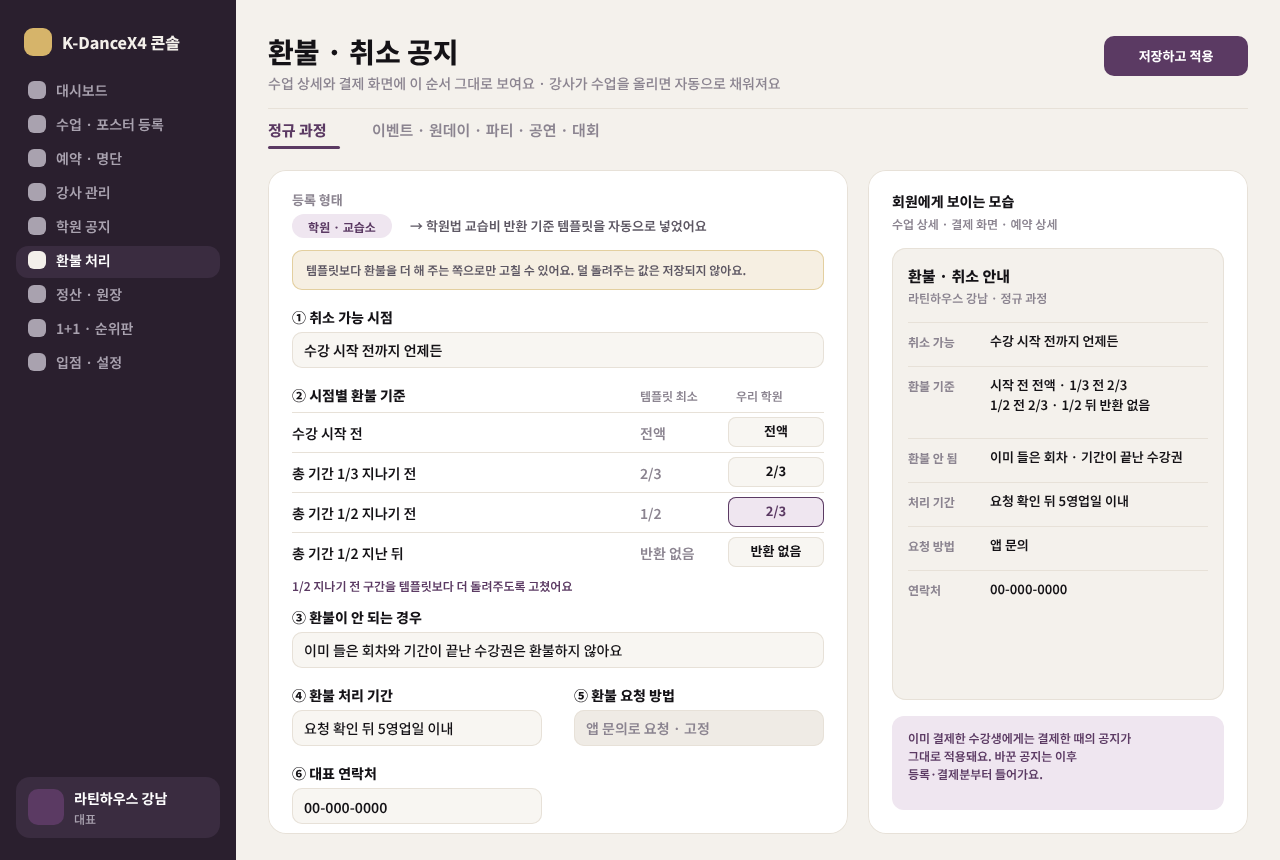 K-DanceX4 콘솔
대시보드
수업 · 포스터 등록
예약 · 명단
강사 관리
학원 공지
환불 처리
정산 · 원장
1+1 · 순위판
입점 · 설정
라틴하우스 강남
대표
환불 · 취소 공지
수업 상세와 결제 화면에 이 순서 그대로 보여요 · 강사가 수업을 올리면 자동으로 채워져요
저장하고 적용
정규 과정
이벤트 · 원데이 · 파티 · 공연 · 대회
등록 형태
학원 · 교습소 → 학원법 교습비 반환 기준 템플릿을 자동으로 넣었어요
템플릿보다 환불을 더 해 주는 쪽으로만 고칠 수 있어요. 덜 돌려주는 값은 저장되지 않아요.
① 취소 가능 시점
수강 시작 전까지 언제든
② 시점별 환불 기준 템플릿 최소 우리 학원
수강 시작 전 전액 전액
총 기간 1/3 지나기 전 2/3 2/3
총 기간 1/2 지나기 전 1/2 2/3
총 기간 1/2 지난 뒤 반환 없음 반환 없음
1/2 지나기 전 구간을 템플릿보다 더 돌려주도록 고쳤어요
③ 환불이 안 되는 경우
이미 들은 회차와 기간이 끝난 수강권은 환불하지 않아요
④ 환불 처리 기간
요청 확인 뒤 5영업일 이내
⑤ 환불 요청 방법
앱 문의로 요청 · 고정
⑥ 대표 연락처
00-000-0000
회원에게 보이는 모습
수업 상세 · 결제 화면 · 예약 상세
환불 · 취소 안내
라틴하우스 강남 · 정규 과정
취소 가능 수강 시작 전까지 언제든
환불 기준 시작 전 전액 · 1/3 전 2/3
1/2 전 2/3 · 1/2 뒤 반환 없음
환불 안 됨 이미 들은 회차 · 기간이 끝난 수강권
처리 기간 요청 확인 뒤 5영업일 이내
요청 방법 앱 문의
연락처 00-000-0000
이미 결제한 수강생에게는 결제한 때의 공지가
그대로 적용돼요. 바꾼 공지는 이후
등록·결제분부터 들어가요.